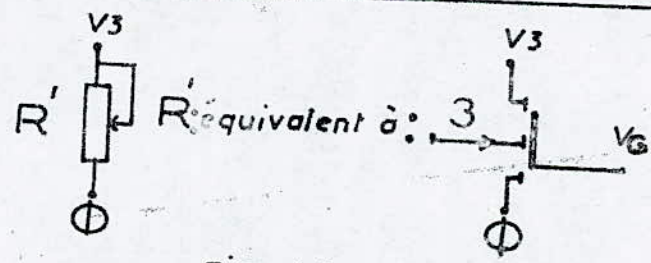 V3
V3
R' R' équivalent à : 3
VG
Φ
Φ